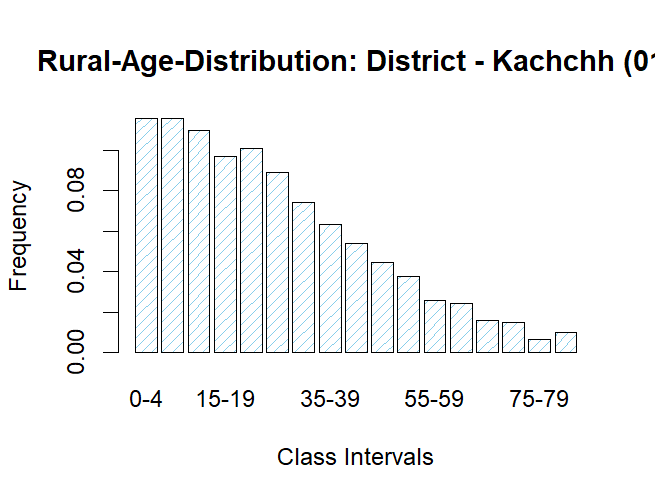 Rural-Age-Distribution: District - Kachchh (01
Frequency
0.08
0.04
0.00
0-4 15-19 35-39 55-59 75-79
Class Intervals